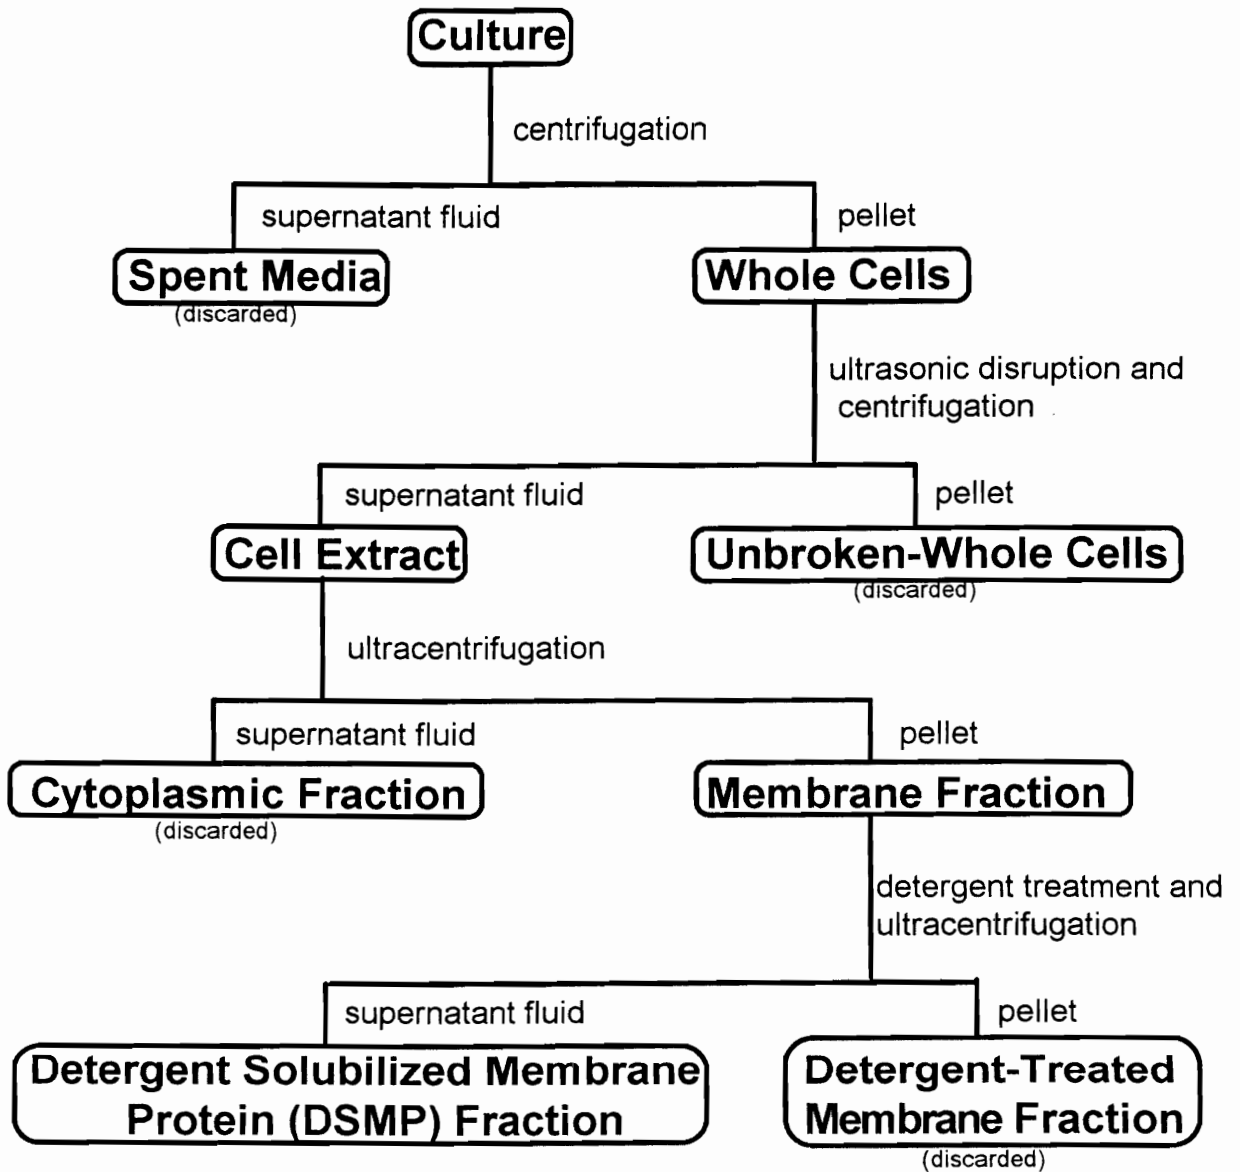 Culture
centrifugation
supernatant fluid
pellet
Spent Media
(discarded)
Whole Cells
ultrasonic disruption and
centrifugation
supernatant fluid
pellet
Cell Extract
Unbroken-Whole Cells
(discarded)
ultracentrifugation
supernatant fluid
pellet
Cytoplasmic Fraction
(discarded)
Membrane Fraction
detergent treatment and
ultracentrifugation
supernatant fluid
pellet
Detergent Solubilized Membrane
Protein (DSMP) Fraction
Detergent-Treated
Membrane Fraction
(discarded)